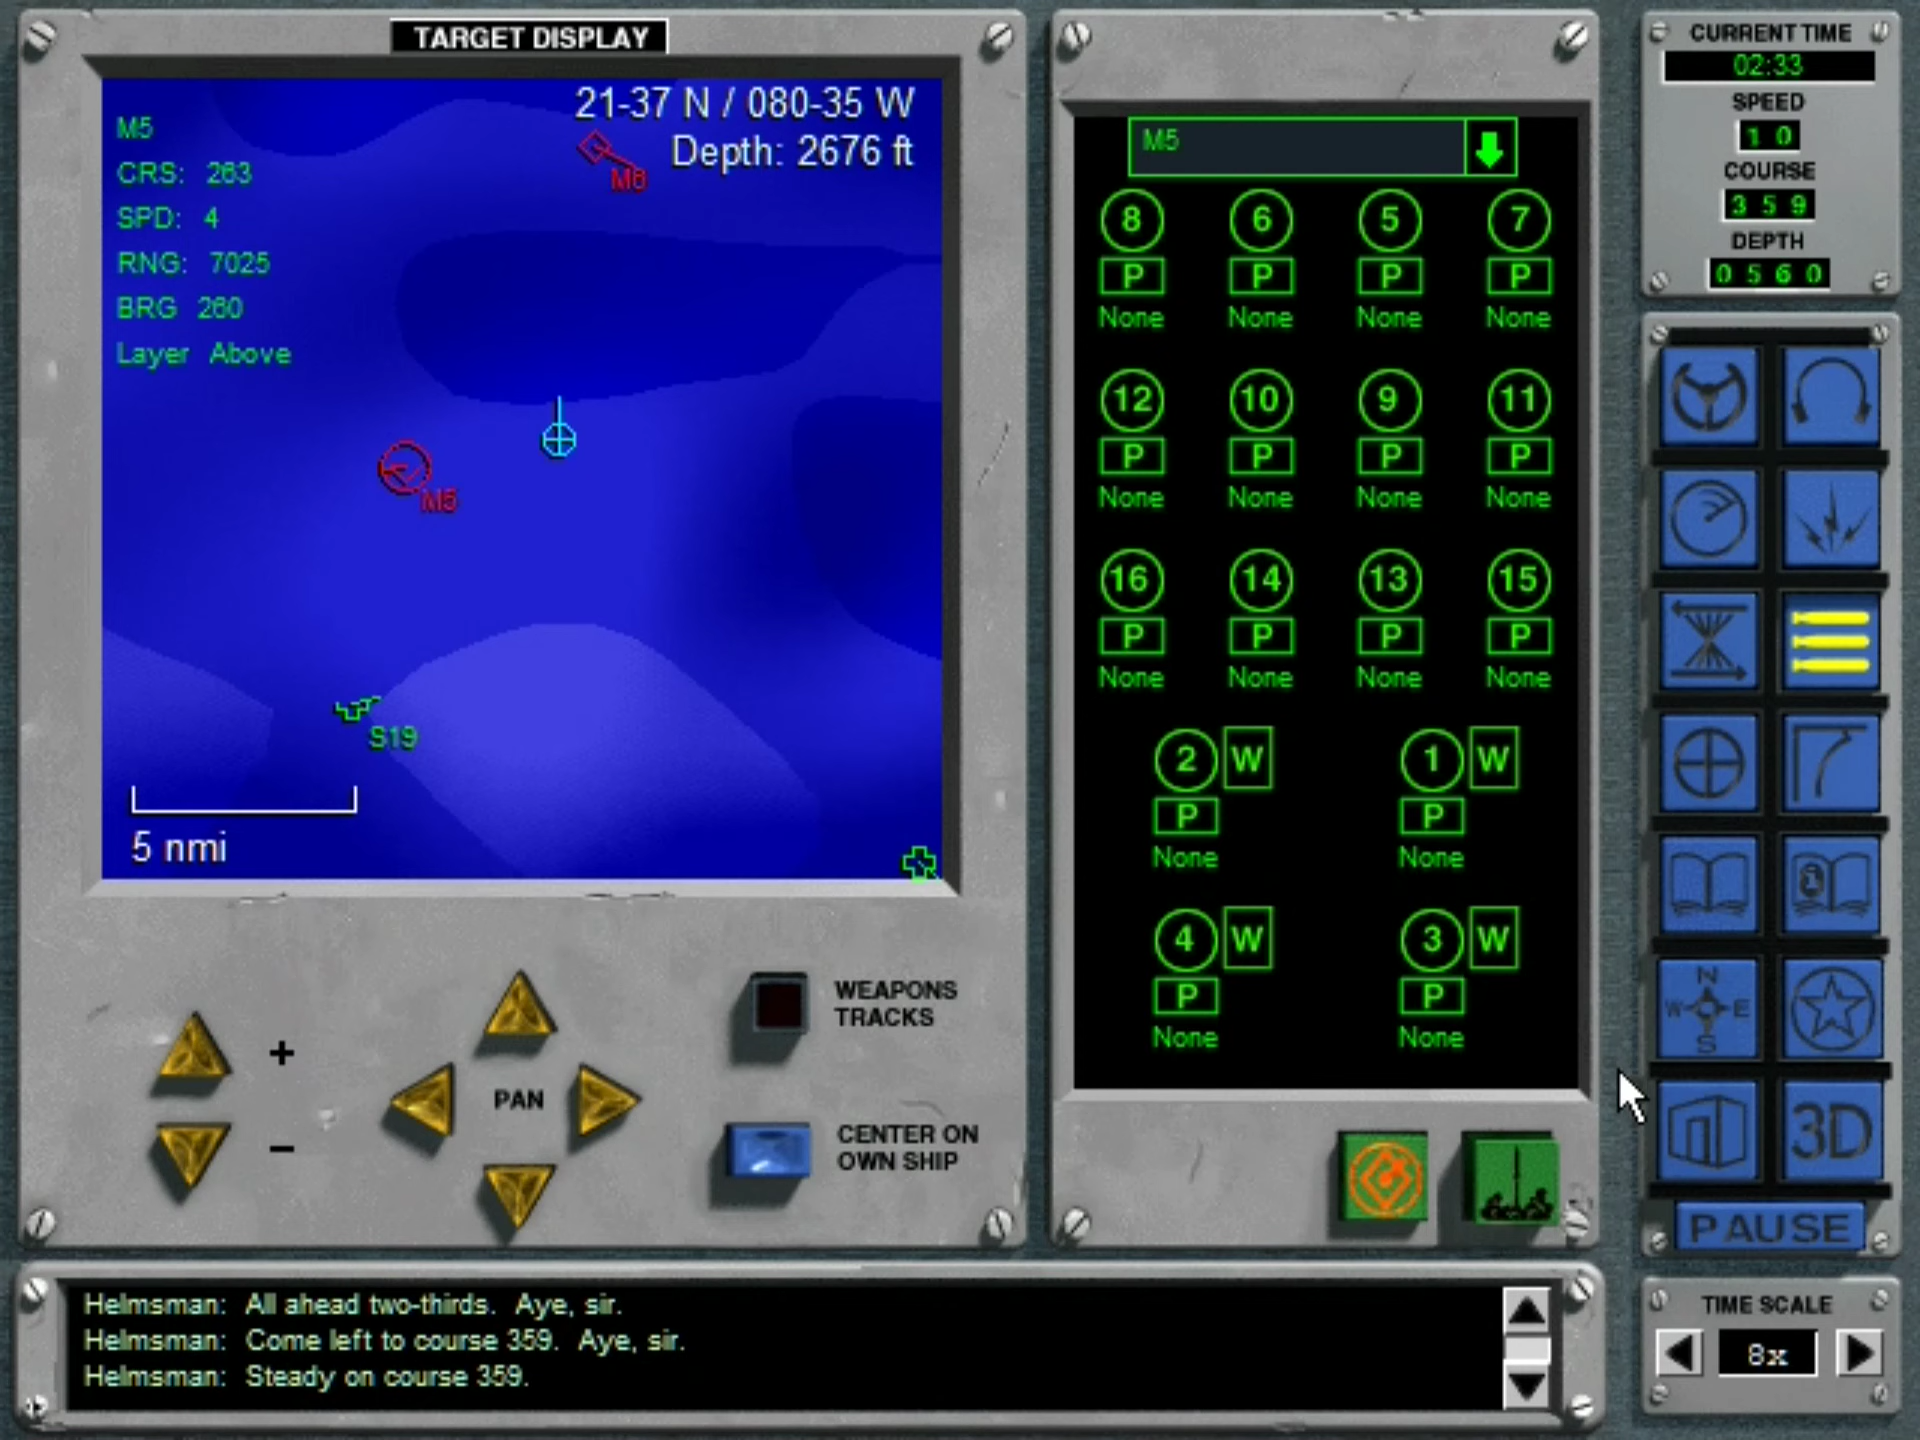 TARGET DISPLAY
21-37 N / 080-35 W
Depth: 2676 ft
M5
CRS: 263
SPD: 4
RNG: 7025
BRG 260
Layer Above
M6
M5
S19
5 nmi
+
−
PAN
WEAPONS
TRACKS
CENTER ON
OWN SHIP
M5
8 6 5 7
P P P P
None None None None
12 10 9 11
P P P P
None None None None
16 14 13 15
P P P P
None None None None
2 W 1 W
P P
None None
4 W 3 W
P P
None None
CURRENT TIME
02:33
SPEED
10
COURSE
359
DEPTH
0560
N
W E
S
3D
PAUSE
TIME SCALE
8x
Helmsman: All ahead two-thirds. Aye, sir.
Helmsman: Come left to course 359. Aye, sir.
Helmsman: Steady on course 359.